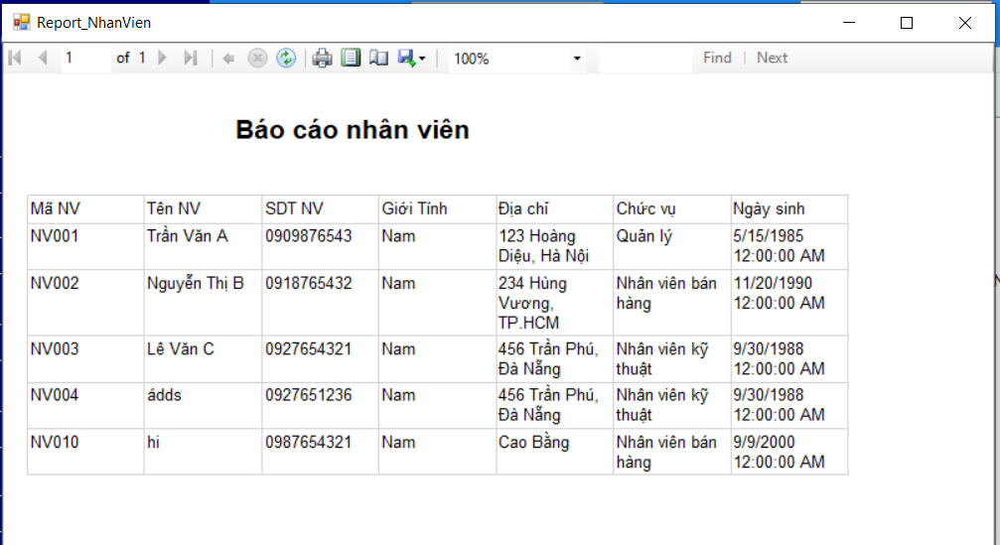 Report_NhanVien
1 of 1 100% Find Next
Báo cáo nhân viên
Mã NV Tên NV SDT NV Giới Tính Địa chỉ Chức vụ Ngày sinh
NV001 Trần Văn A 0909876543 Nam 123 Hoàng Quản lý 5/15/1985
Diệu, Hà Nội 12:00:00 AM
NV002 Nguyễn Thị B 0918765432 Nam 234 Hùng Nhân viên bán 11/20/1990
Vương, hàng 12:00:00 AM
TP.HCM
NV003 Lê Văn C 0927654321 Nam 456 Trần Phú, Nhân viên kỹ 9/30/1988
Đà Nẵng thuật 12:00:00 AM
NV004 ádds 0927651236 Nam 456 Trần Phú, Nhân viên kỹ 9/30/1988
Đà Nẵng thuật 12:00:00 AM
NV010 hi 0987654321 Nam Cao Bằng Nhân viên bán 9/9/2000
hàng 12:00:00 AM